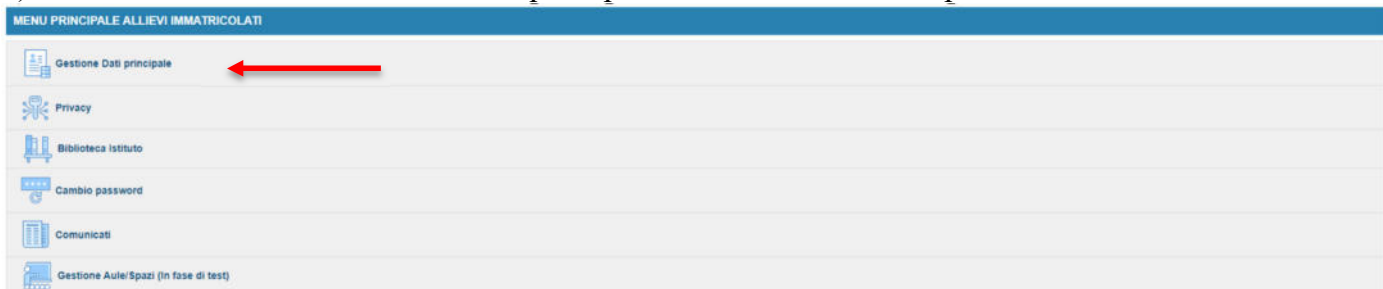 MENU PRINCIPALE ALLIEVI IMMATRICOLATI
Gestione Dati principale
Privacy
Biblioteca Istituto
Cambio password
Comunicati
Gestione Aule/Spazi (In fase di test)